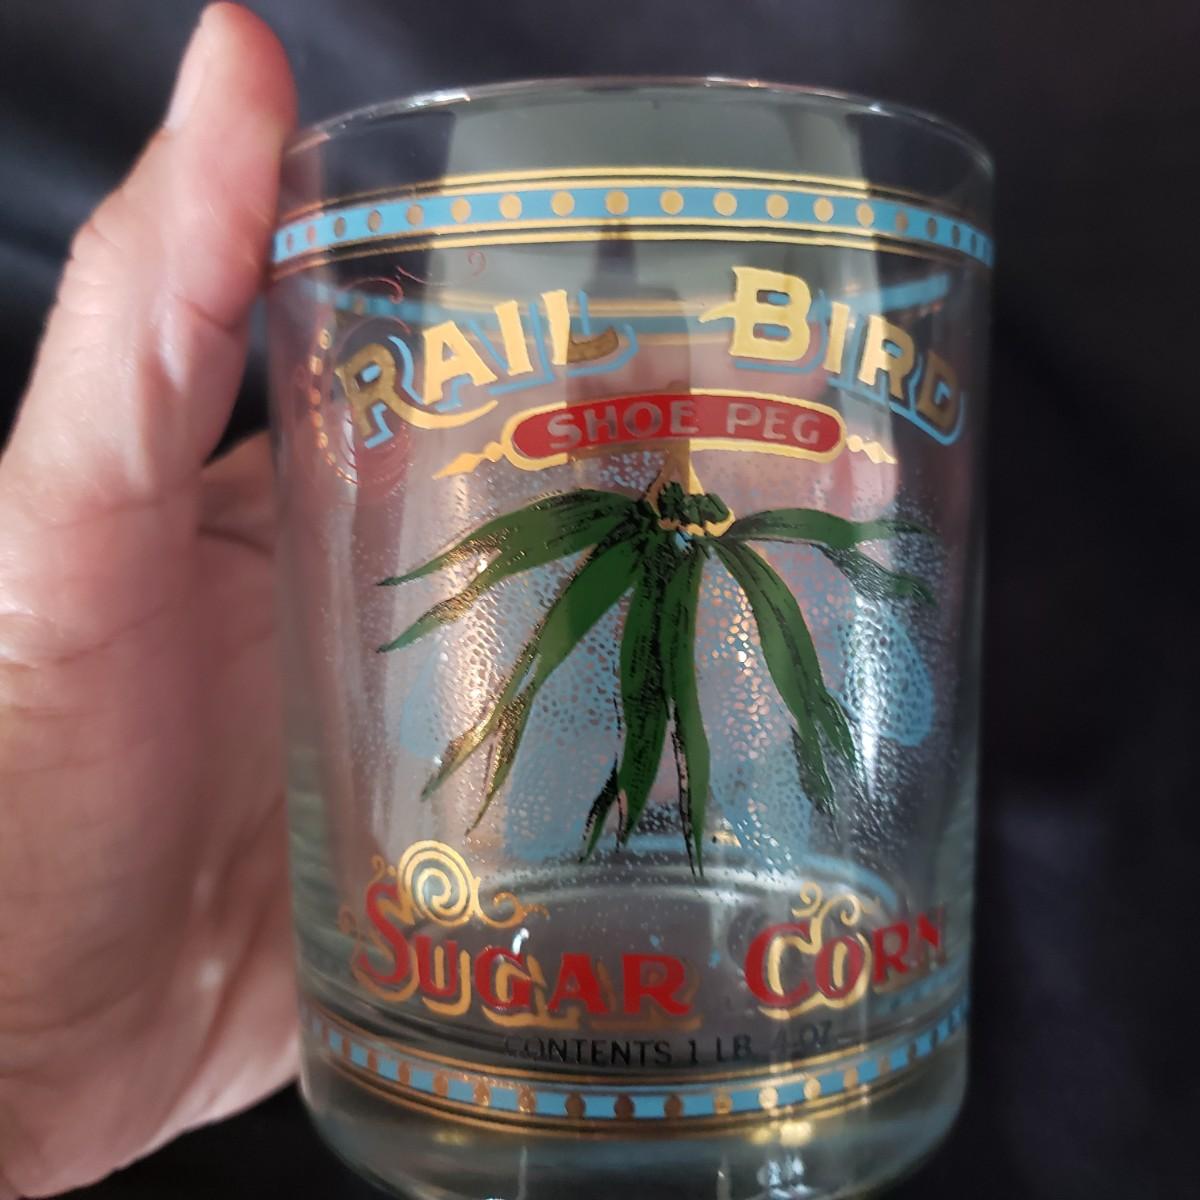 RAIL BIRD
SHOE PEG
SUGAR CORN
CONTENTS 1 LB. 4 OZ.